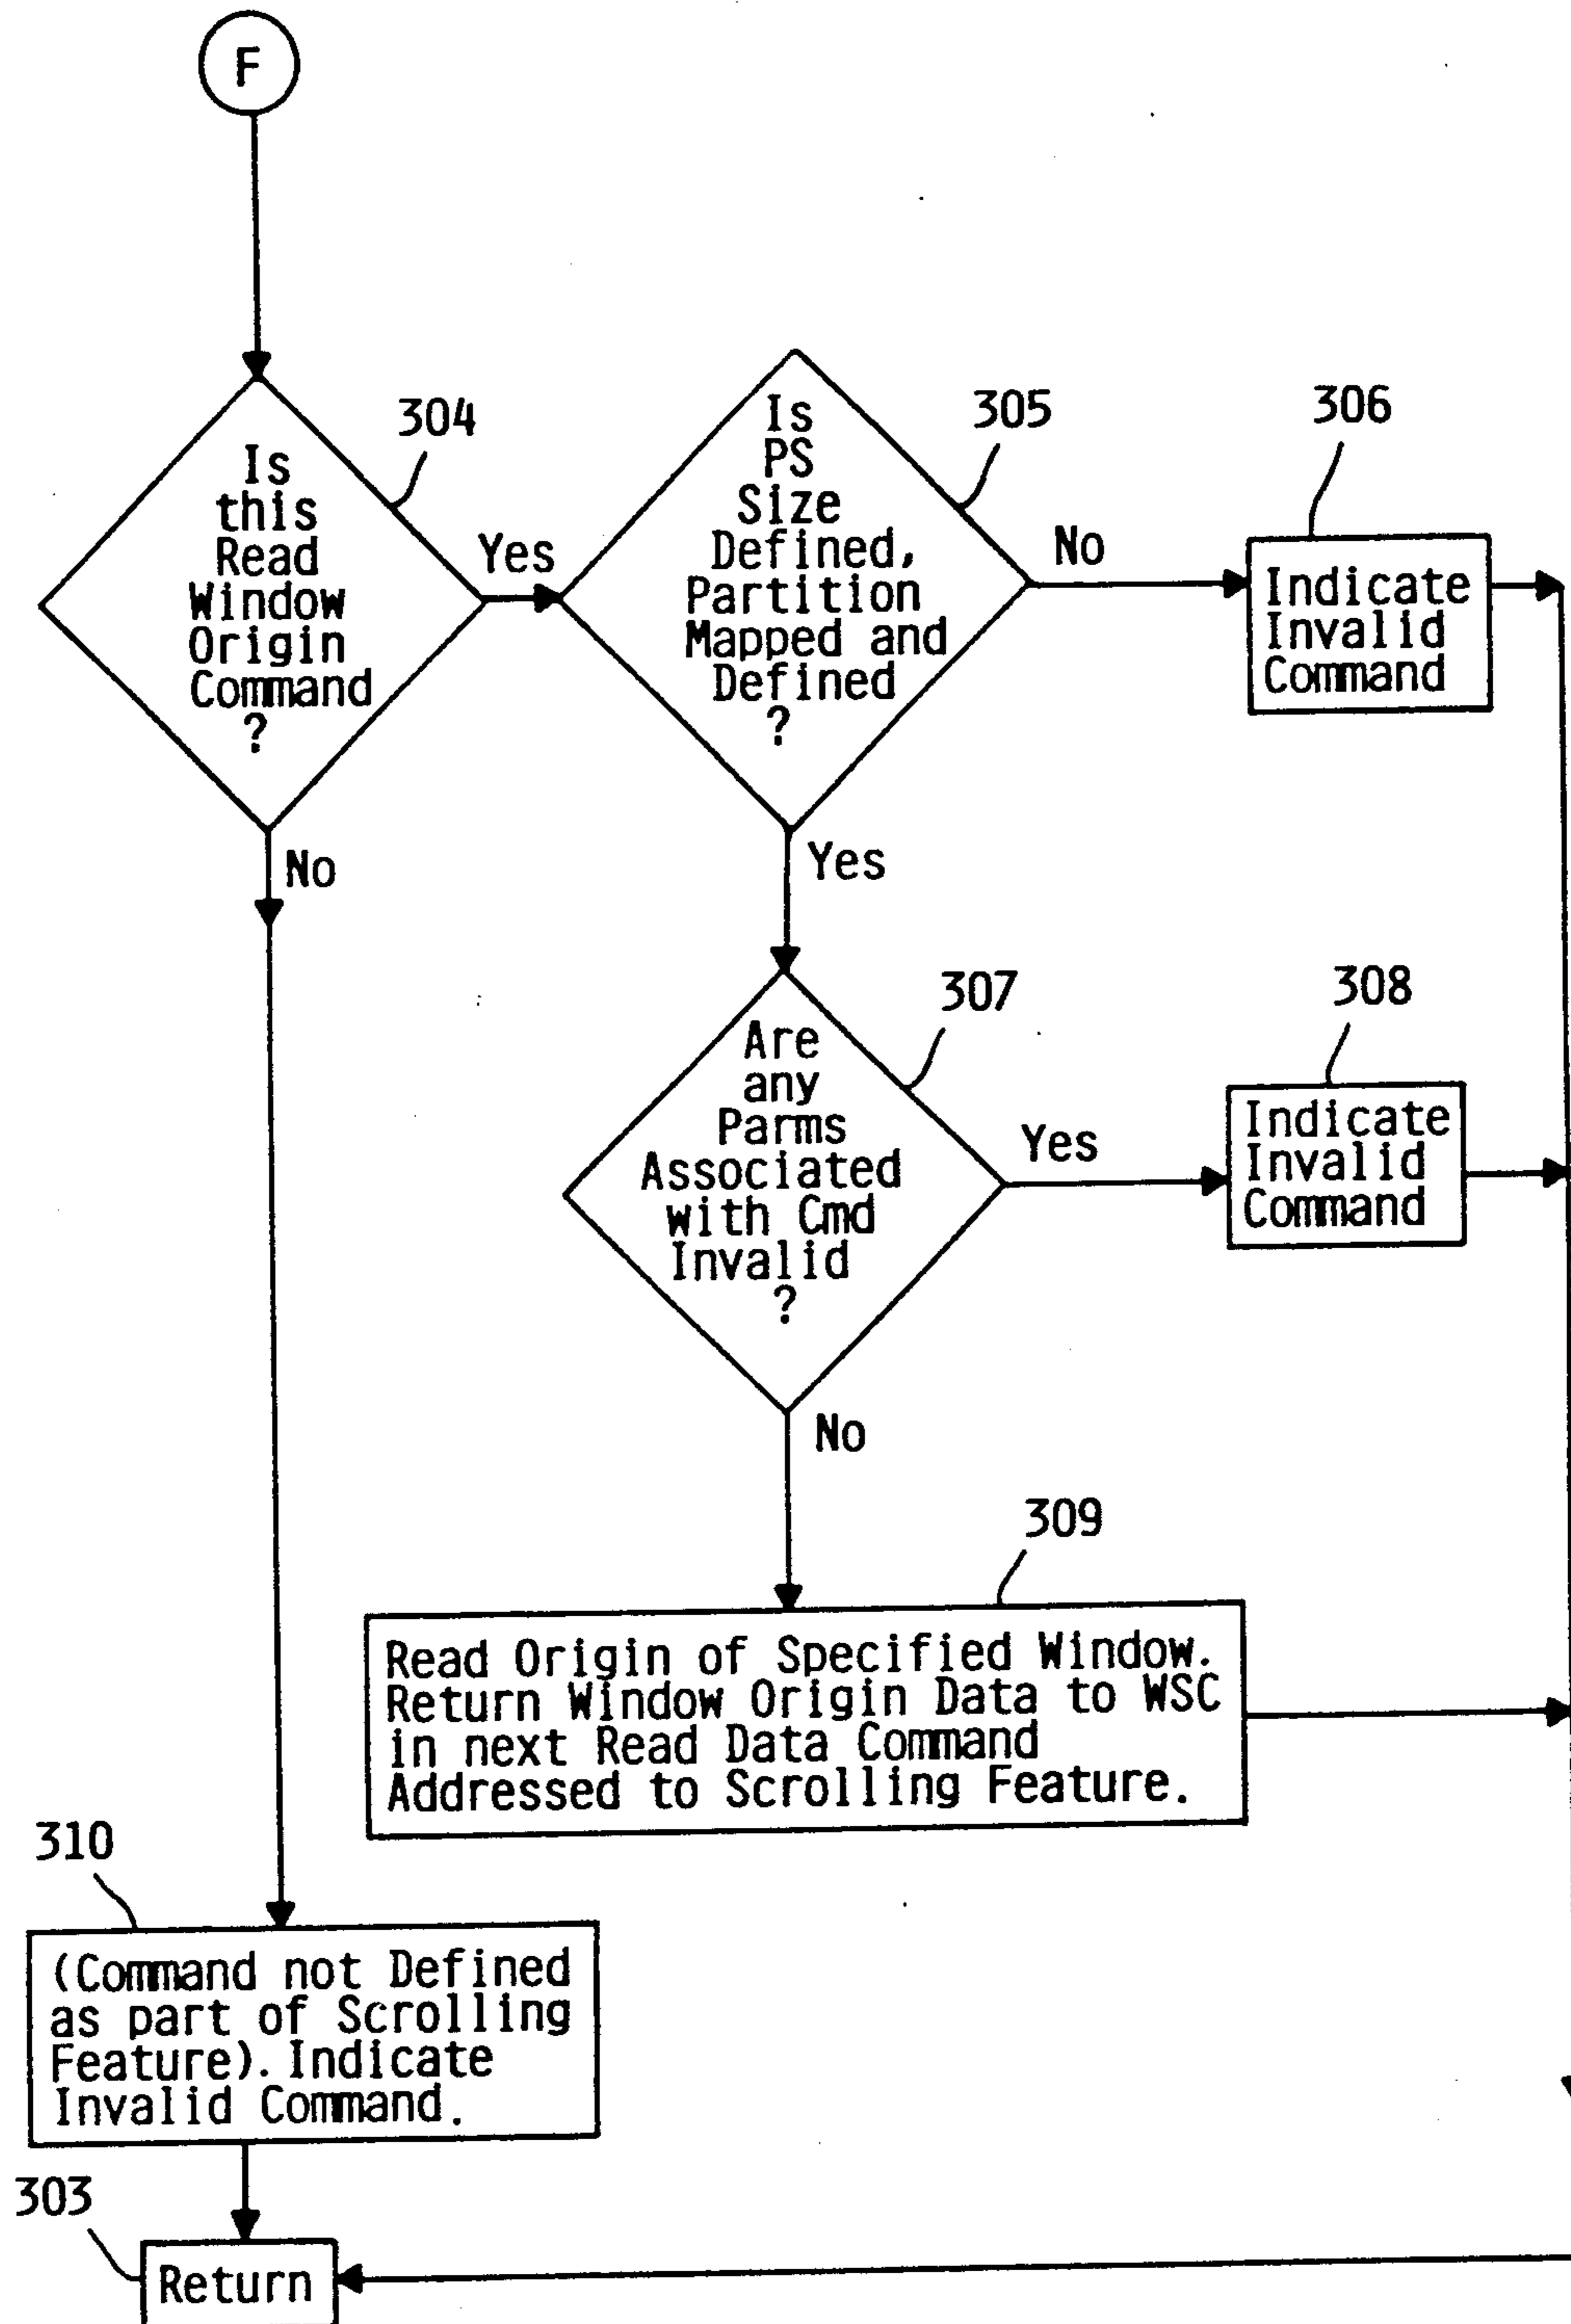 F
304
Is
this
Read
Window
Origin
Command
?
Yes
No
305
Is
PS
Size
Defined,
Partition
Mapped and
Defined
?
No
Yes
306
Indicate
Invalid
Command
307
Are
any
Parms
Associated
with Cmd
Invalid
?
Yes
No
308
Indicate
Invalid
Command
309
Read Origin of Specified Window.
Return Window Origin Data to WSC
in next Read Data Command
Addressed to Scrolling Feature.
310
(Command not Defined
as part of Scrolling
Feature). Indicate
Invalid Command.
303
Return